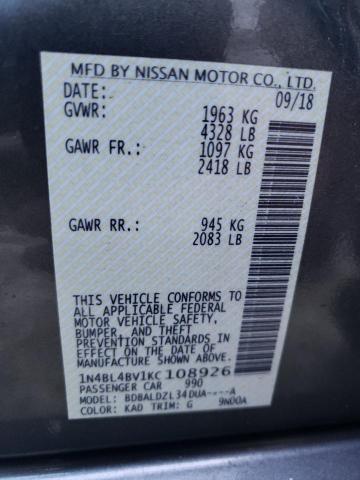 MFD BY NISSAN MOTOR CO., LTD.
DATE: 09/18
GVWR: 1963 KG
4328 LB
GAWR FR.: 1097 KG
2418 LB
GAWR RR.: 945 KG
2083 LB
THIS VEHICLE CONFORMS TO
ALL APPLICABLE FEDERAL
MOTOR VEHICLE SAFETY,
BUMPER, AND THEFT
PREVENTION STANDARDS
IN EFFECT ON THE DATE OF
MANUFACTURE SHOWN ABOVE.
1N4BL4BV1KC108926
PASSENGER CAR 990
MODEL: BDBALDZL34DUA----A
COLOR: KAD TRIM: G 9N00A